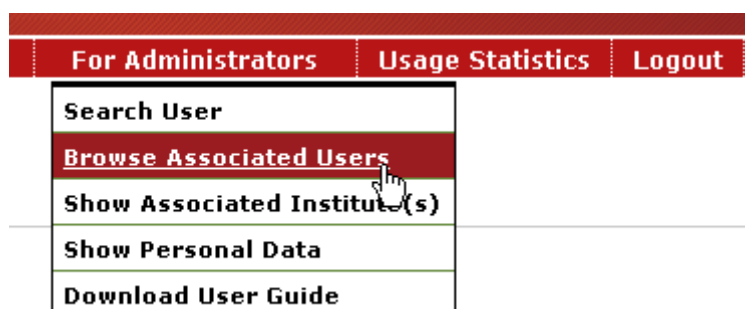 For Administrators Usage Statistics Logout
Search User
Browse Associated Users
Show Associated Institute(s)
Show Personal Data
Download User Guide